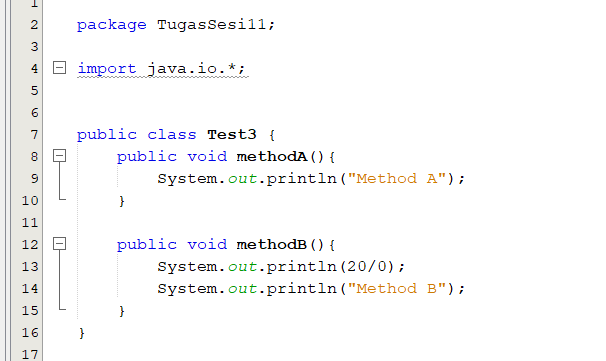 1
2 package TugasSesi11;
3
4 import java.io.*;
5
6
7 public class Test3 {
8 public void methodA(){
9 System.out.println("Method A");
10 }
11
12 public void methodB(){
13 System.out.println(20/0);
14 System.out.println("Method B");
15 }
16 }
17